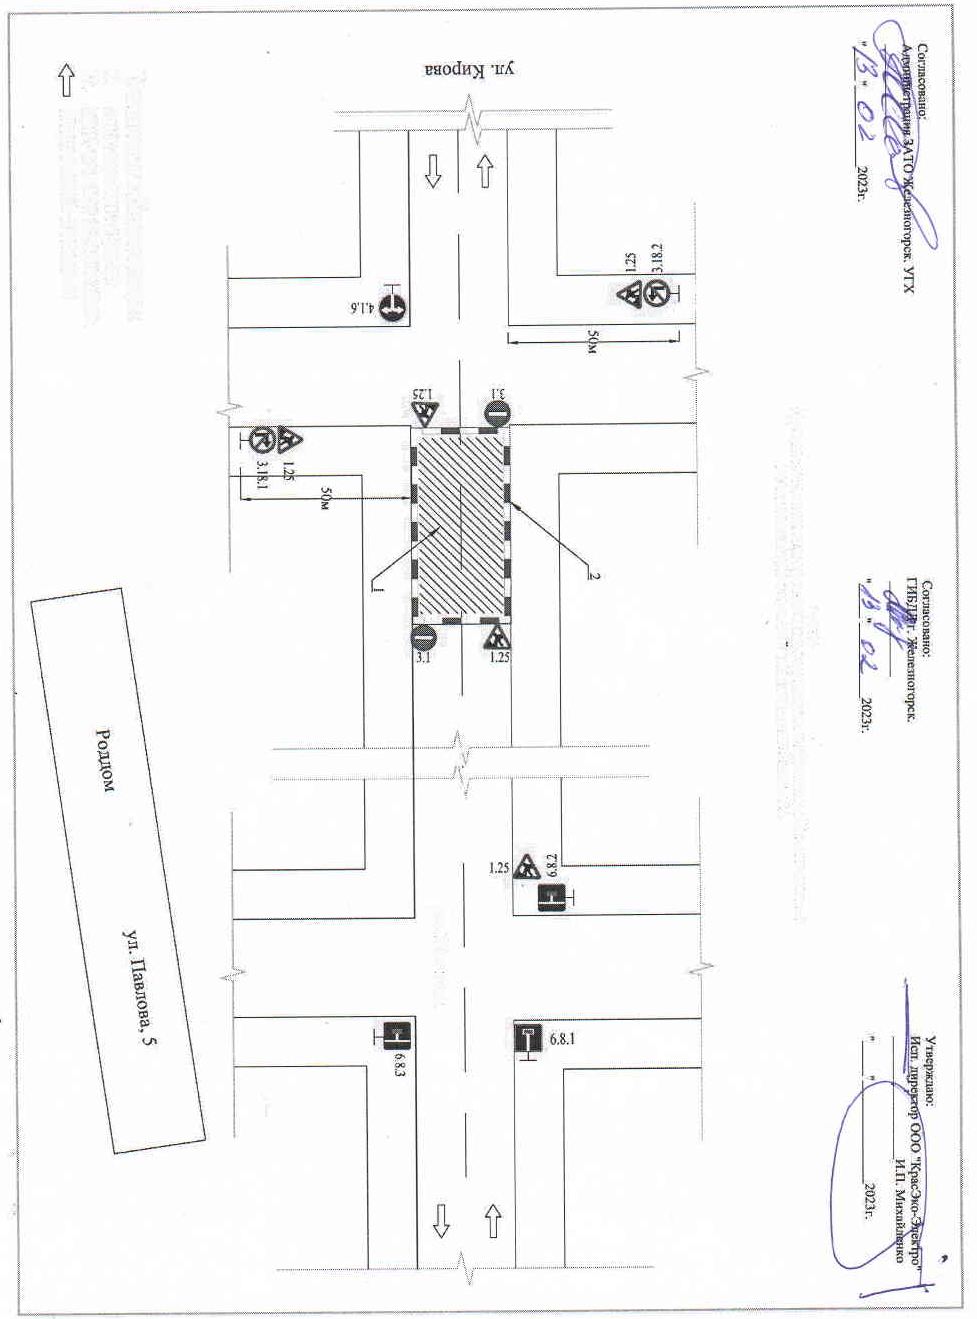 Согласовано:
Администрация ЗАТО Железногорск. УГХ
"13" 02 2023г.
Согласовано:
ГИБДД г. Железногорск.
"13" 02 2023г.
Утверждаю:
Исп. директор ООО "КрасЭко-Электро"
И.П. Михайленко
" " 2023г.
ул. Кирова
3.18.2
1.25
50м
4.1.6
3.1
1.25
1.25
3.18.1
50м
2
1
3.1
1.25
1.25
6.8.2
6.8.1
6.8.3
Роддом
ул. Павлова, 5